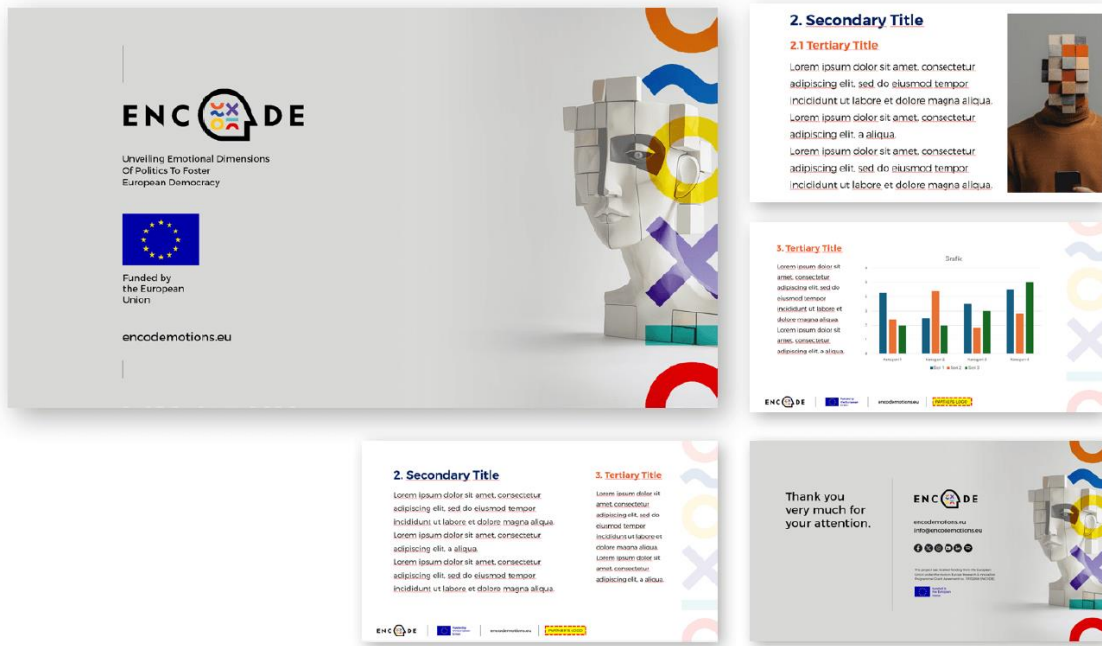 ENCODE
Unveiling Emotional Dimensions
Of Politics To Foster
European Democracy
Funded by
the European
Union
encodemotions.eu
2. Secondary Title
2.1 Tertiary Title
Lorem ipsum dolor sit amet, consectetur
adipiscing elit, sed do eiusmod tempor
incididunt ut labore et dolore magna aliqua.
Lorem ipsum dolor sit amet, consectetur
adipiscing elit, a aliqua.
Lorem ipsum dolor sit amet, consectetur
adipiscing elit, sed do eiusmod tempor
incididunt ut labore et dolore magna aliqua.
3. Tertiary Title
Lorem ipsum dolor sit
amet, consectetur
adipiscing elit, sed do
eiusmod tempor
incididunt ut labore et
dolore magna aliqua.
Lorem ipsum dolor sit
amet, consectetur
adipiscing elit, a aliqua.
ENCODE
encodemotions.eu
PARTNER'S LOGO
2. Secondary Title
Lorem ipsum dolor sit amet, consectetur
adipiscing elit, sed do eiusmod tempor
incididunt ut labore et dolore magna aliqua.
Lorem ipsum dolor sit amet, consectetur
adipiscing elit, a aliqua.
Lorem ipsum dolor sit amet, consectetur
adipiscing elit, sed do eiusmod tempor
incididunt ut labore et dolore magna aliqua.
3. Tertiary Title
Lorem ipsum dolor sit
amet, consectetur
adipiscing elit, sed do
eiusmod tempor
incididunt ut labore et
dolore magna aliqua.
Lorem ipsum dolor sit
amet, consectetur
adipiscing elit, a aliqua.
ENCODE
encodemotions.eu
PARTNER'S LOGO
Thank you
very much for
your attention.
ENCODE
encodemotions.eu
info@encodemotions.eu